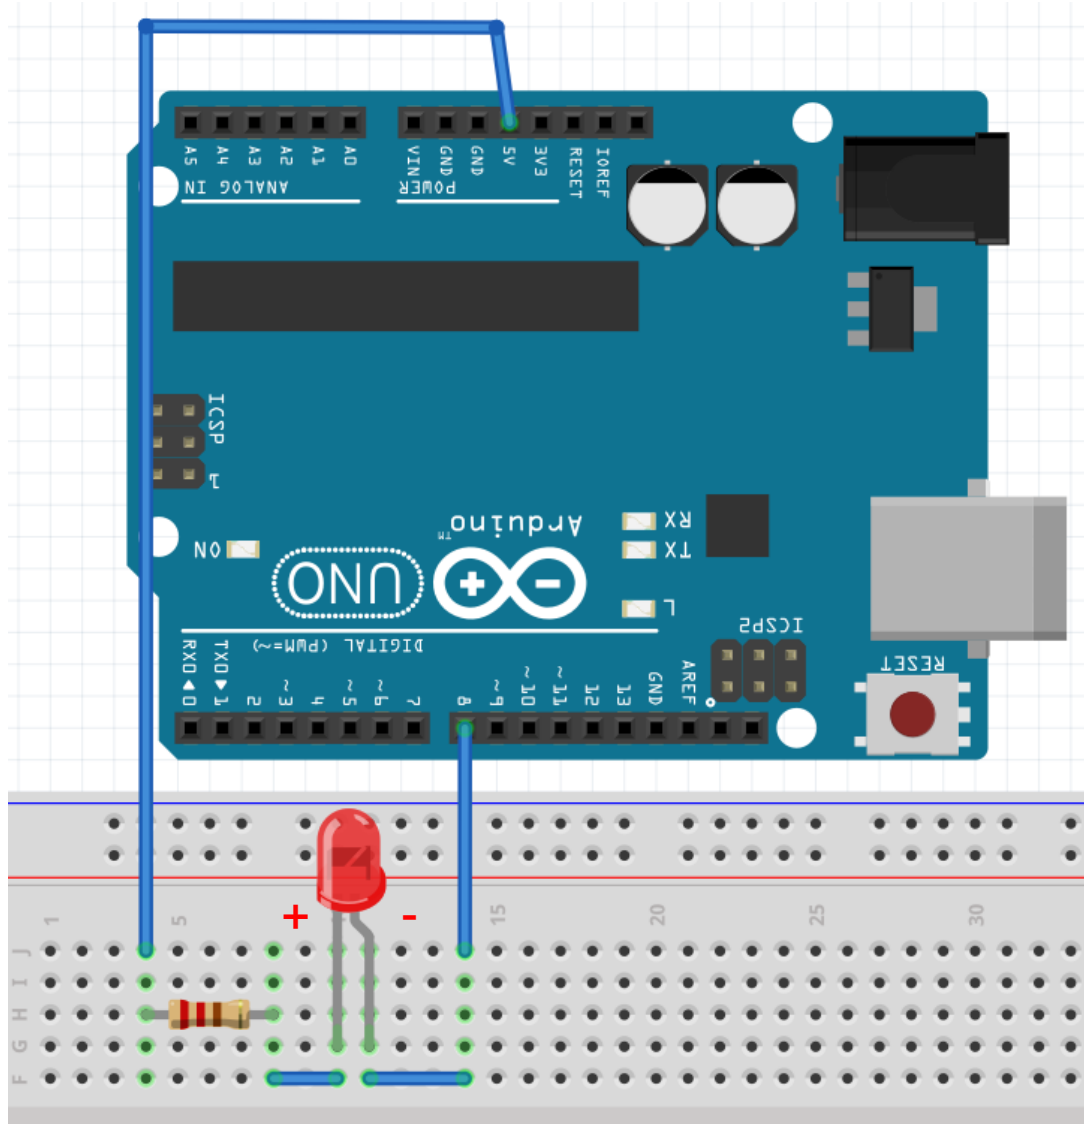 A5 A4 A3 A2 A1 A0
ANALOG IN
VIN GND GND 5V 3V3 RESET IOREF
POWER
ICSP
1
ON
UNO
Arduino
TM
RX
TX
L
ICSP2
RESET
DIGITAL (PWM=~)
RX0◄0 TX0►1 2 ~3 4 ~5 ~6 7
8 ~9 ~10 ~11 12 13 GND AREF
+ -
1 5 15 20 25 30
J
I
H
G
F